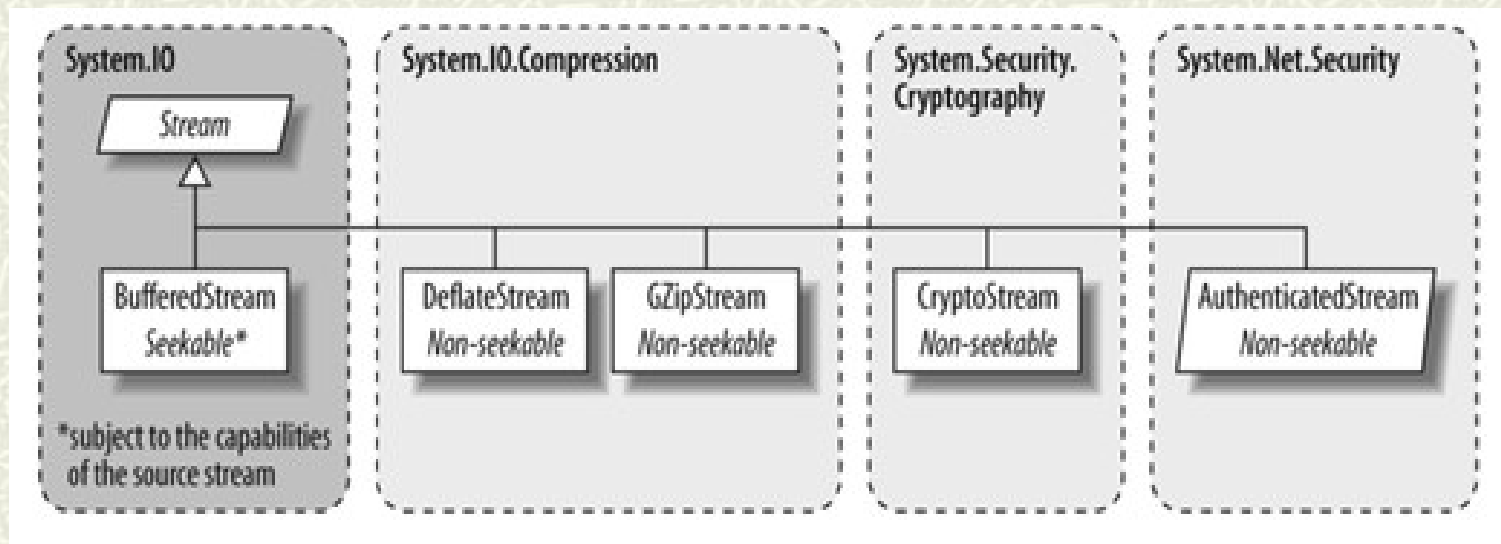 System.IO
Stream
BufferedStream
Seekable*
*subject to the capabilities
of the source stream
System.IO.Compression
DeflateStream
Non-seekable
GZipStream
Non-seekable
System.Security.
Cryptography
CryptoStream
Non-seekable
System.Net.Security
AuthenticatedStream
Non-seekable